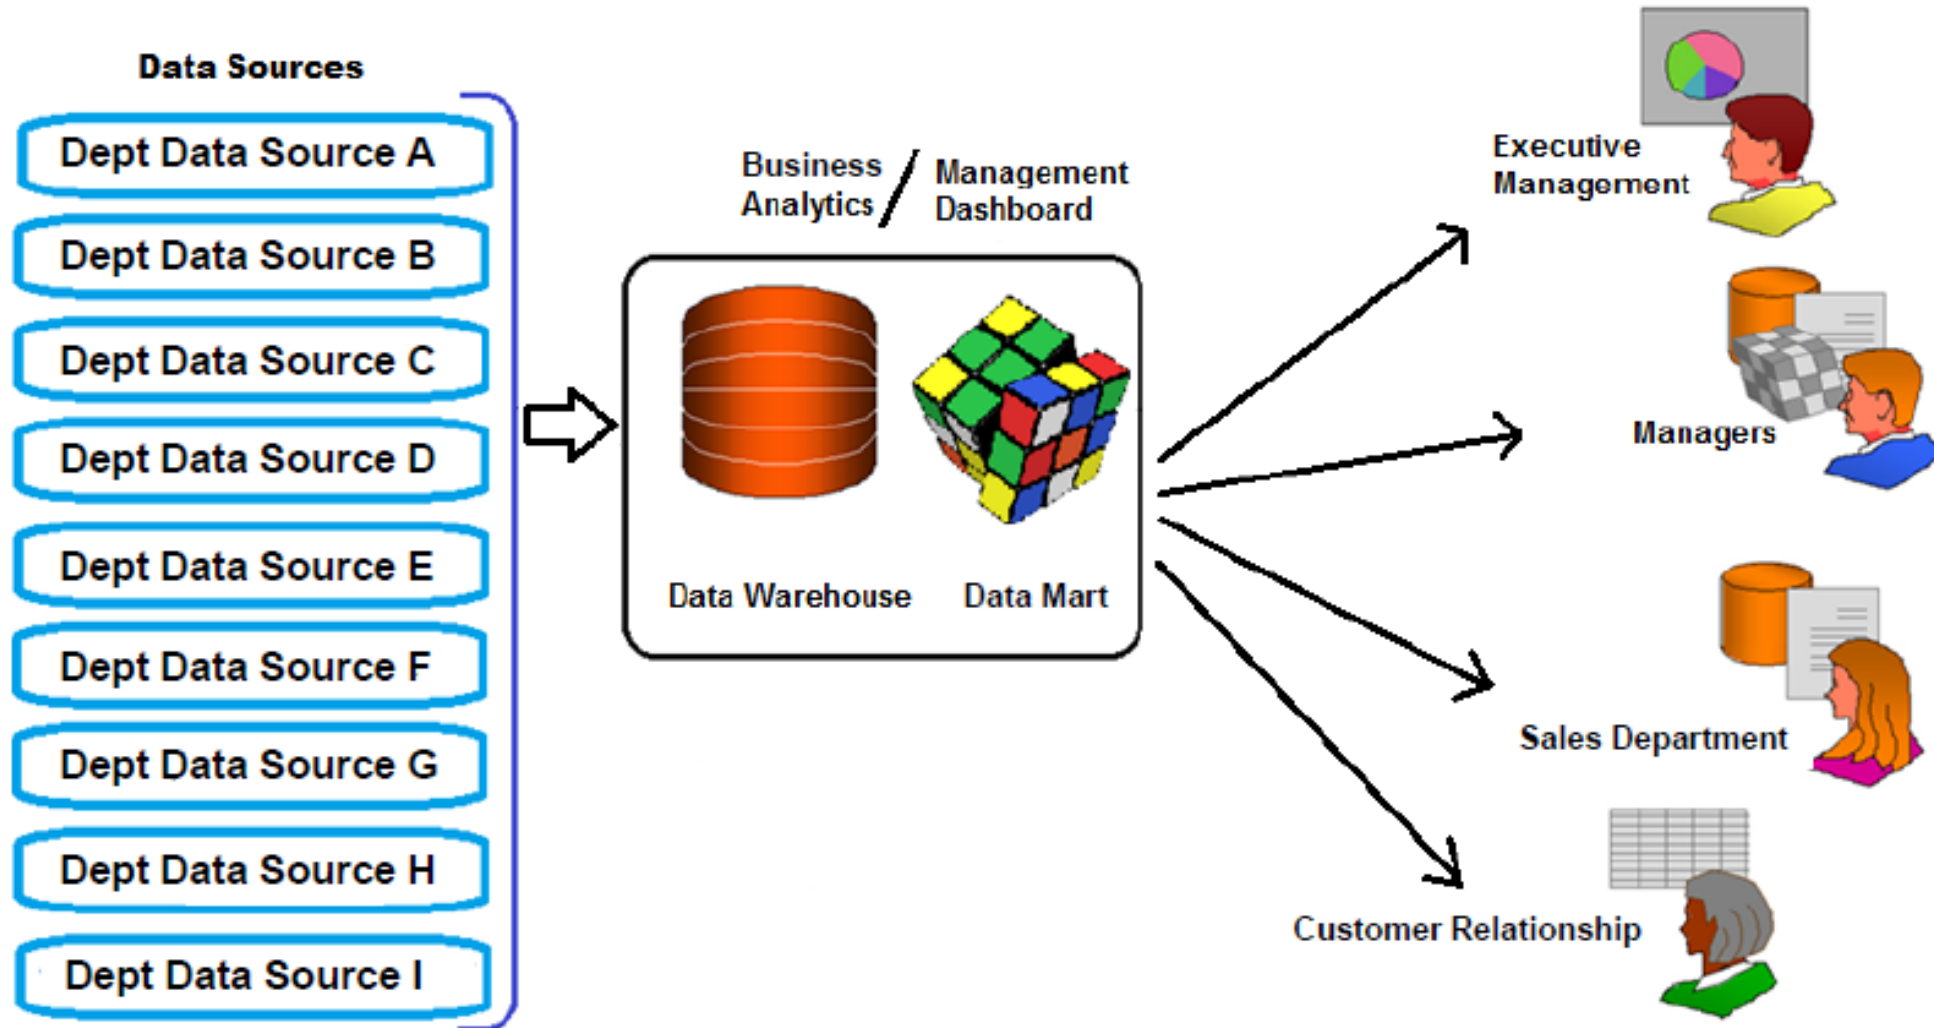 Data Sources
Dept Data Source A
Dept Data Source B
Dept Data Source C
Dept Data Source D
Dept Data Source E
Dept Data Source F
Dept Data Source G
Dept Data Source H
Dept Data Source I
Business
Analytics
/
Management
Dashboard
Data Warehouse
Data Mart
Executive
Management
Managers
Sales Department
Customer Relationship